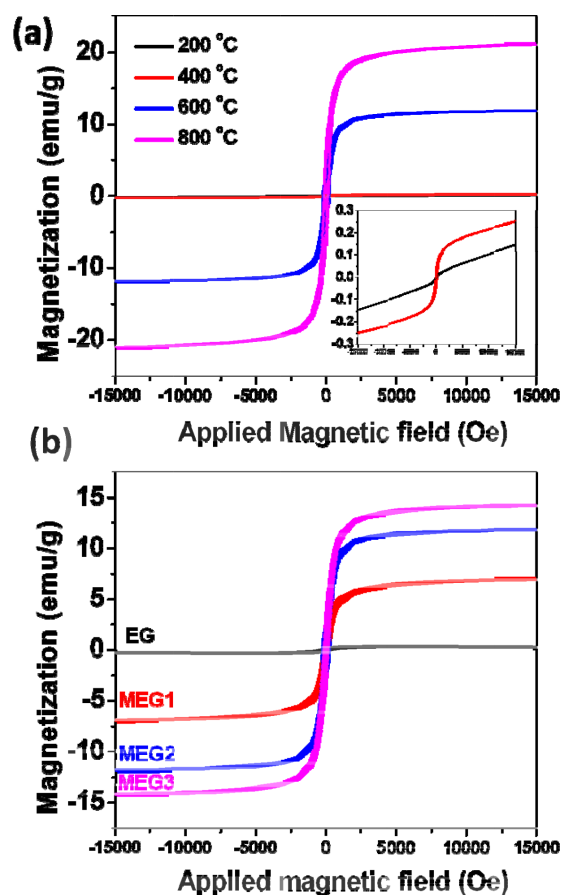 (a)
200 °C
400 °C
600 °C
800 °C
Magnetization (emu/g)
20
10
0
-10
-20
0.3
0.2
0.1
0.0
-0.1
-0.2
-0.3
0
-15000 -10000 -5000 0 5000 10000 15000
Applied Magnetic field (Oe)
(b)
Magnetization (emu/g)
15
10
5
0
-5
-10
-15
EG
MEG1
MEG2
MEG3
-15000 -10000 -5000 0 5000 10000 15000
Applied magnetic field (Oe)